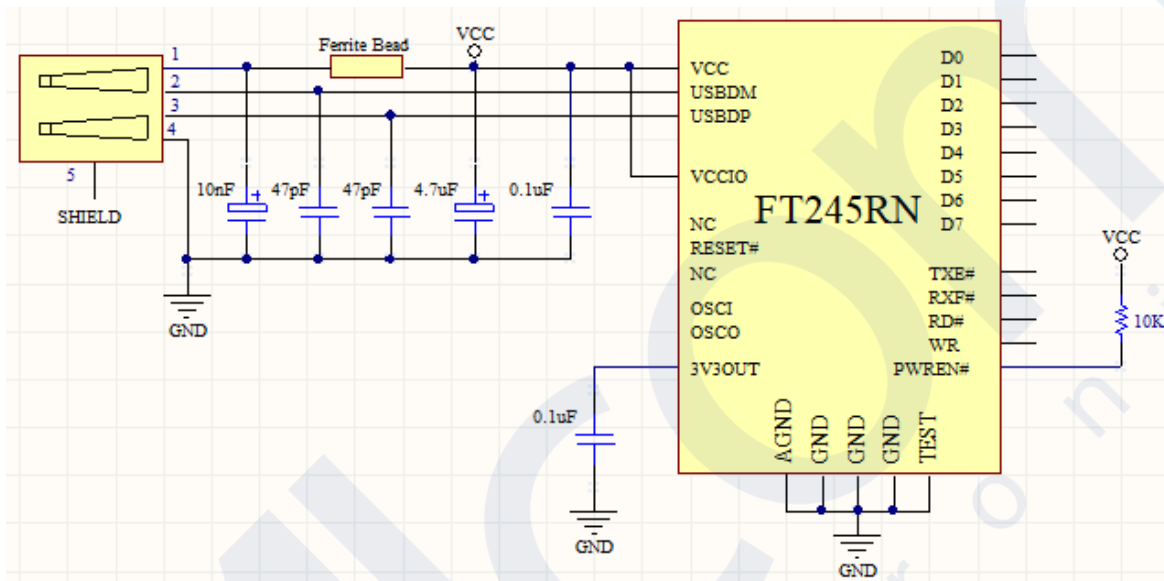 1
2
3
4
5
SHIELD
Ferrite Bead
VCC
10nF
+
47pF
47pF
4.7uF
+
0.1uF
GND
VCC
USBDM
USBDP
VCCIO
NC
RESET#
NC
OSCI
OSCO
3V3OUT
FT245RN
D0
D1
D2
D3
D4
D5
D6
D7
TXE#
RXF#
RD#
WR
PWREN#
AGND
GND
GND
GND
TEST
0.1uF
GND
GND
VCC
10K